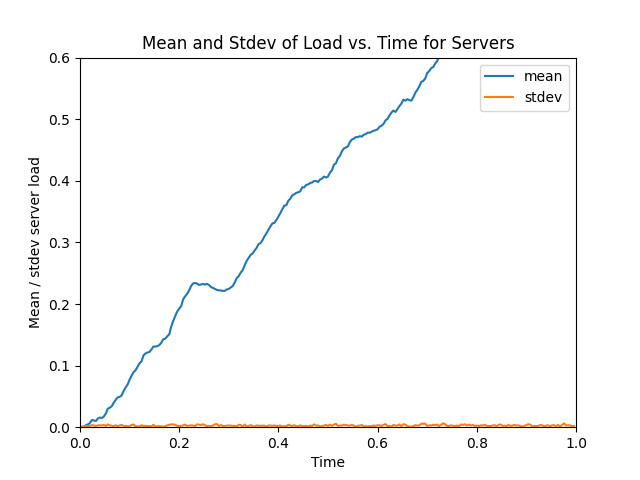 Mean and Stdev of Load vs. Time for Servers
mean
stdev
Mean / stdev server load
0.6
0.5
0.4
0.3
0.2
0.1
0.0
0.0 0.2 0.4 0.6 0.8 1.0
Time